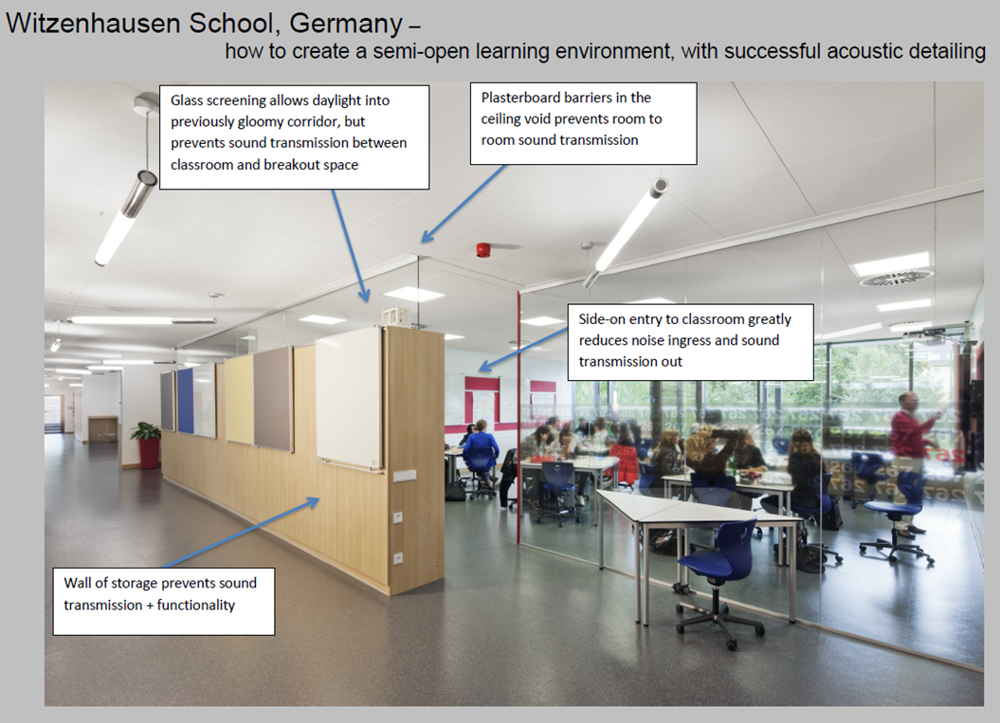 Witzenhausen School, Germany –
how to create a semi-open learning environment, with successful acoustic detailing
Glass screening allows daylight into
previously gloomy corridor, but
prevents sound transmission between
classroom and breakout space
Plasterboard barriers in the
ceiling void prevents room to
room sound transmission
Side-on entry to classroom greatly
reduces noise ingress and sound
transmission out
Wall of storage prevents sound
transmission + functionality